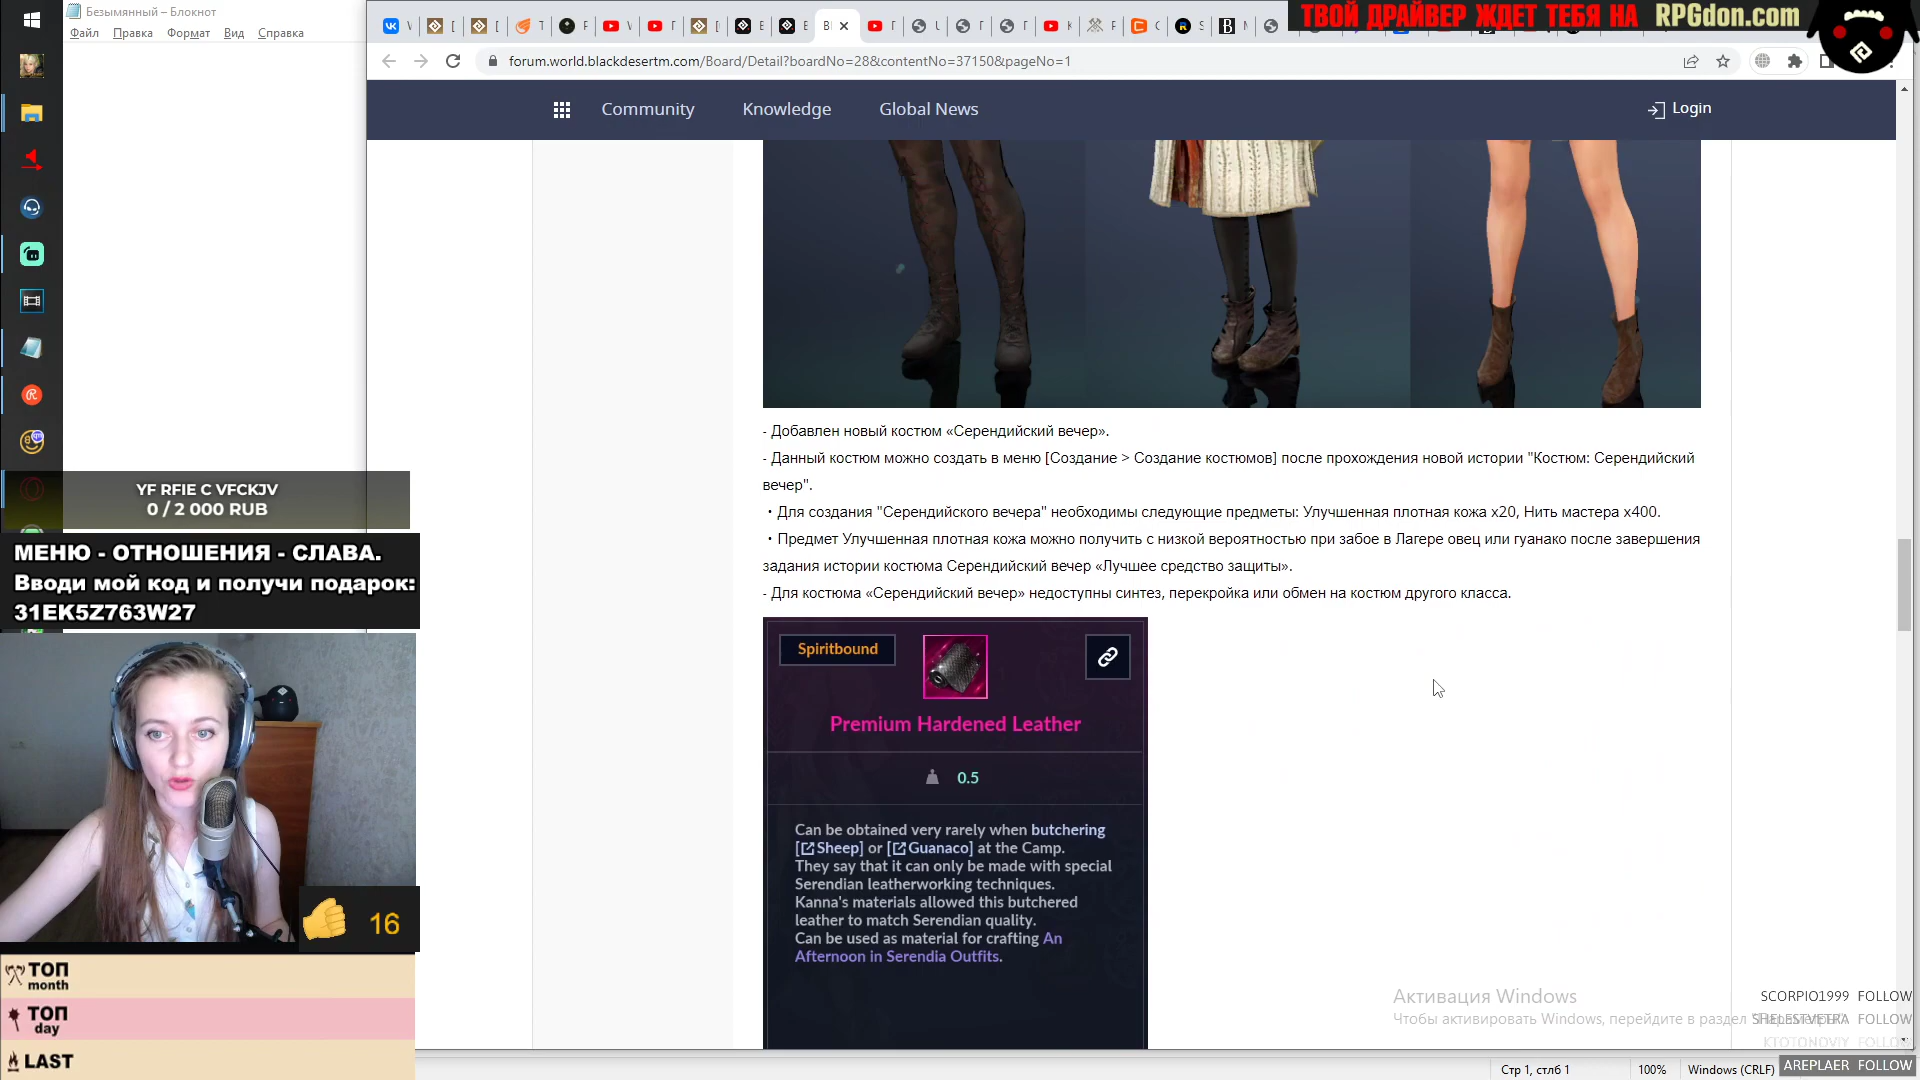 Безымянный – Блокнот
Файл Правка Формат Вид Справка
ТВОЙ ДРАЙВЕР ЖДЕТ ТЕБЯ НА RPGdon.com
forum.world.blackdesertm.com/Board/Detail?boardNo=28&contentNo=37150&pageNo=1
Community Knowledge Global News Login
- Добавлен новый костюм «Серендийский вечер».
- Данный костюм можно создать в меню [Создание > Создание костюмов] после прохождения новой истории "Костюм: Серендийский
вечер".
・Для создания "Серендийского вечера" необходимы следующие предметы: Улучшенная плотная кожа x20, Нить мастера x400.
・Предмет Улучшенная плотная кожа можно получить с низкой вероятностью при забое в Лагере овец или гуанако после завершения
задания истории костюма Серендийский вечер «Лучшее средство защиты».
- Для костюма «Серендийский вечер» недоступны синтез, перекройка или обмен на костюм другого класса.
Spiritbound
Premium Hardened Leather
0.5
Can be obtained very rarely when butchering
[Sheep] or [Guanaco] at the Camp.
They say that it can only be made with special
Serendian leatherworking techniques.
Kanna's materials allowed this butchered
leather to match Serendian quality.
Can be used as material for crafting An
Afternoon in Serendia Outfits.
YF RFIE C VFCKJV
0 / 2 000 RUB
МЕНЮ - ОТНОШЕНИЯ - СЛАВА.
Вводи мой код и получи подарок:
31EK5Z763W27
16
ТОП
month
ТОП
day
LAST
Активация Windows
Чтобы активировать Windows, перейдите в раздел
SCORPIO1999 FOLLOW
SHELESTVETRA FOLLOW
KTOTONOVIY FOLLOW
AREPLAER FOLLOW
Стр 1, стлб 1 100% Windows (CRLF)